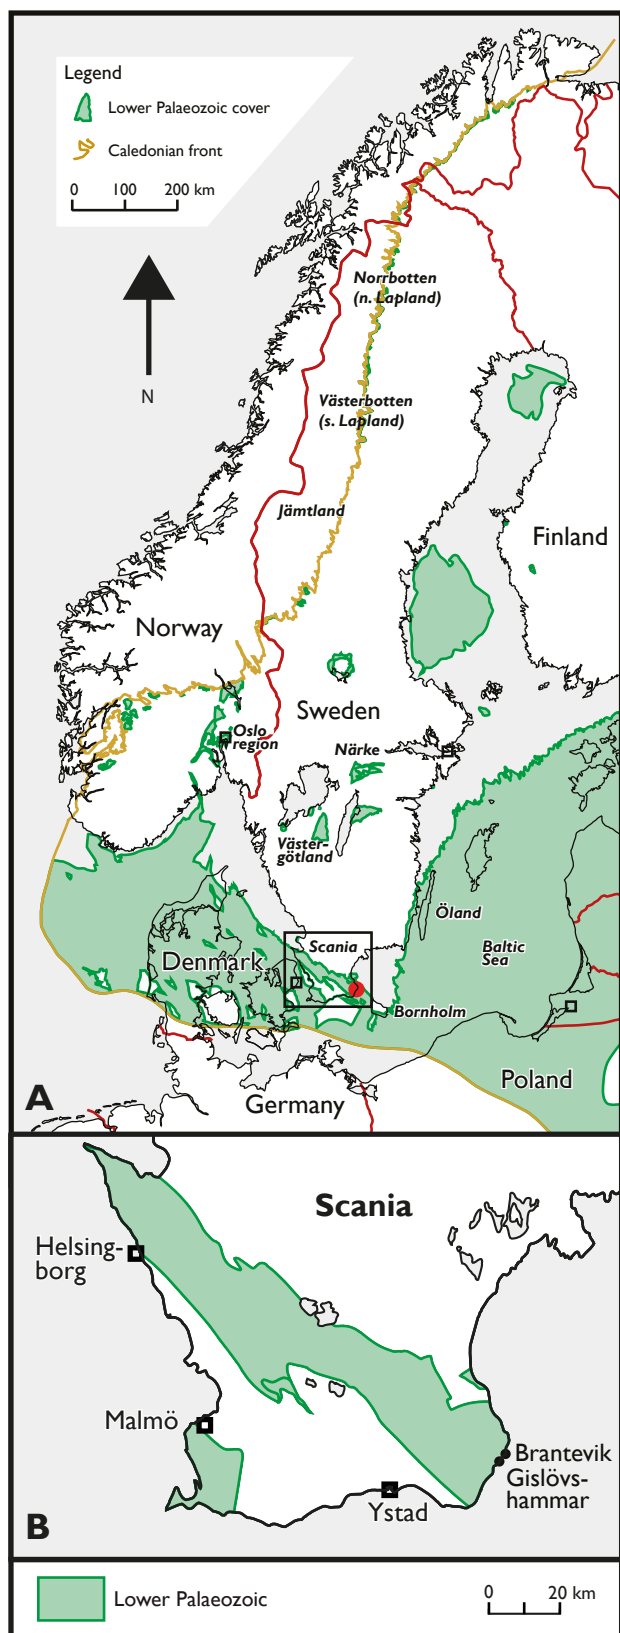 Legend
Lower Palaeozoic cover
Caledonian front
0 100 200 km
N
Norrbotten
(n. Lapland)
Västerbotten
(s. Lapland)
Jämtland
Finland
Norway
Sweden
Oslo
region
Närke
Väster-
götland
Öland
Scania
Baltic
Sea
Denmark
Bornholm
Poland
A
Germany
Scania
Helsing-
borg
Malmö
Brantevik
Gislövs-
hammar
Ystad
B
Lower Palaeozoic
0 20 km